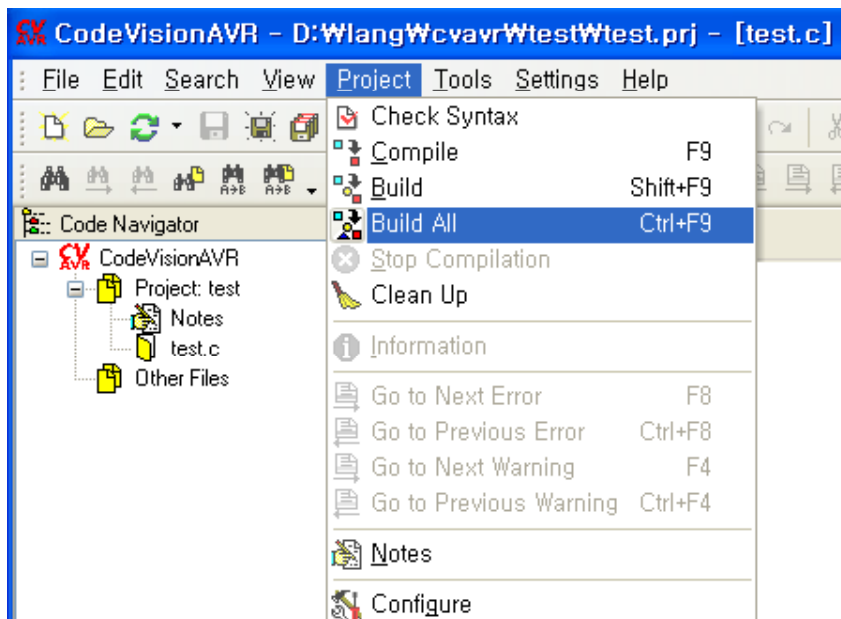 CodeVisionAVR - D:₩lang₩cvavr₩test₩test.prj - [test.c]
File Edit Search View Project Tools Settings Help
Check Syntax
Compile F9
Build Shift+F9
Build All Ctrl+F9
Stop Compilation
Clean Up
Information
Go to Next Error F8
Go to Previous Error Ctrl+F8
Go to Next Warning F4
Go to Previous Warning Ctrl+F4
Notes
Configure
Code Navigator
CodeVisionAVR
Project: test
Notes
test.c
Other Files